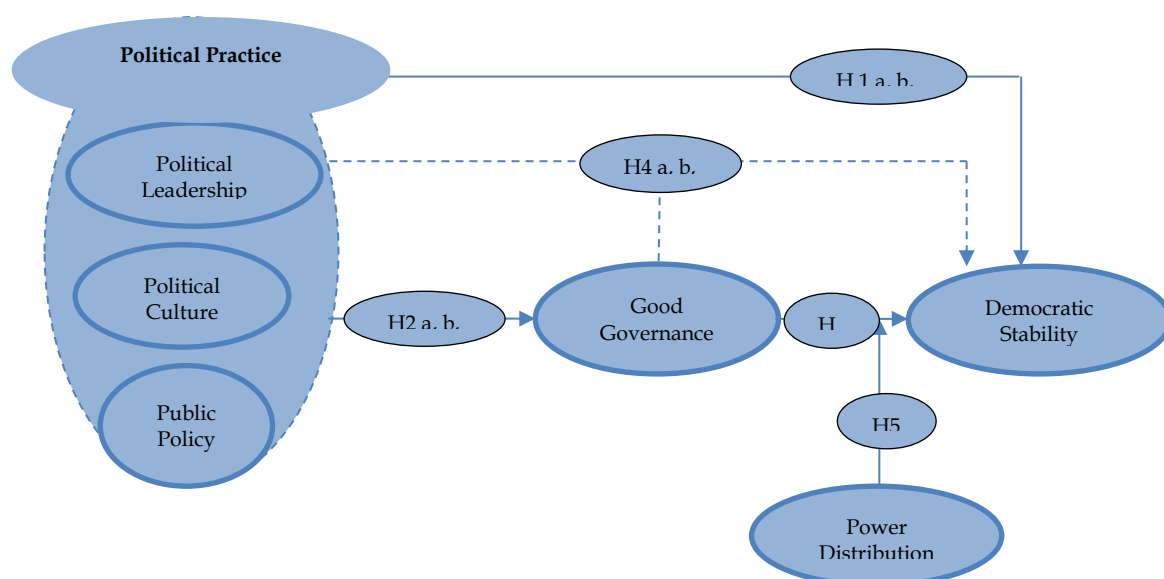 Political Practice
H 1 a. b.
Political
Leadership
H4 a. b.
Political
Culture
H2 a. b.
Good
Governance
H
Democratic
Stability
Public
Policy
H5
Power
Distribution